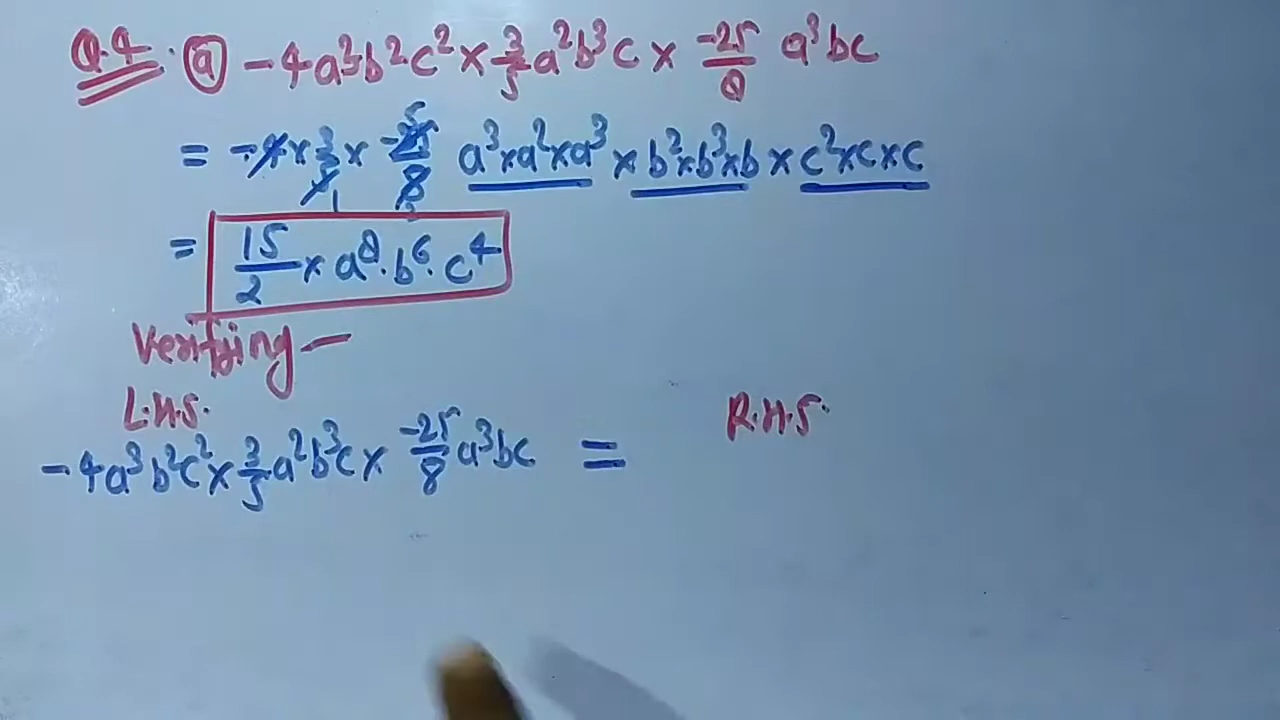 Q.4. (a) -4a³b²c² × 3/5 a²b³c × -25/8 a³bc
= -4 × 3/5 × -25/8 a³×a²×a³ × b²×b³×b × c²×c×c
= 15/2 × a⁸·b⁶·c⁴
Verifying —
L.H.S. R.H.S.
-4a³b²c² × 3/5 a²b³c × -25/8 a³bc =